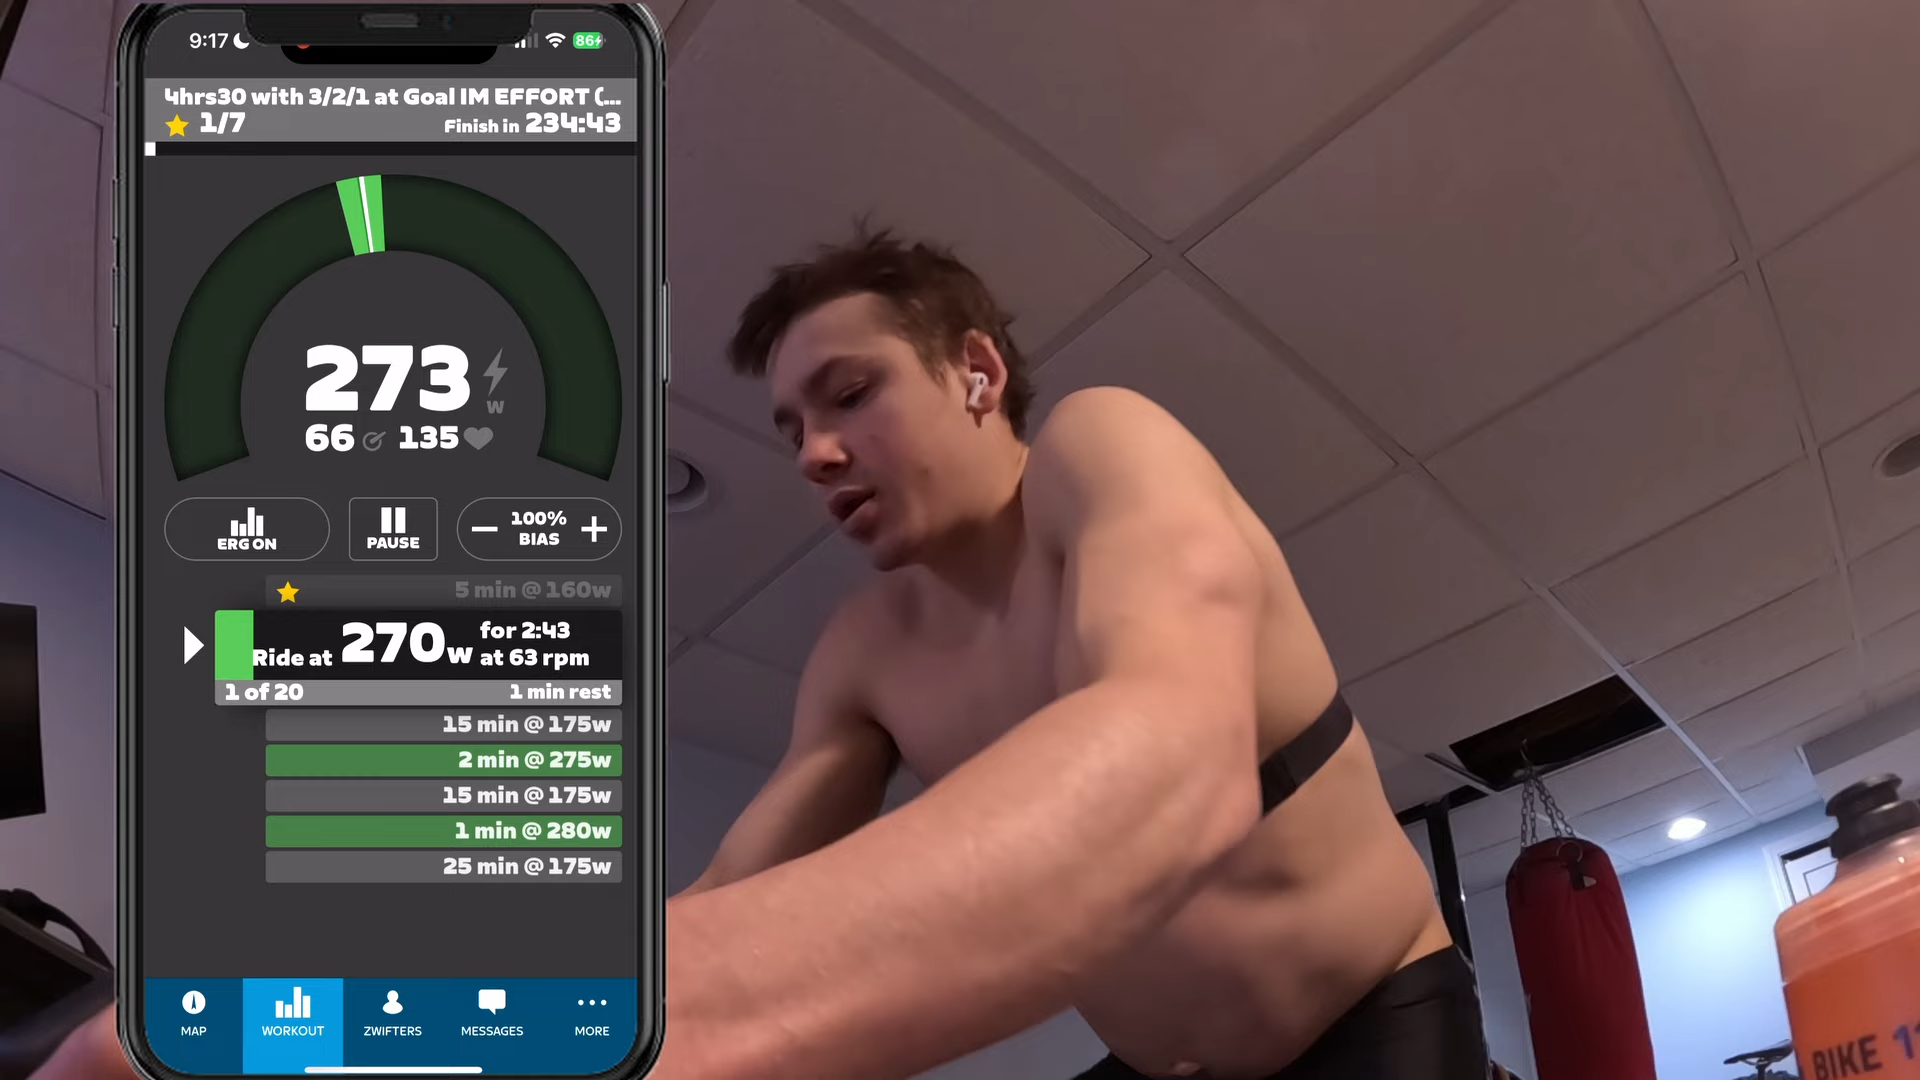 9:17
86
4hrs30 with 3/2/1 at Goal IM EFFORT (...
1/7
Finish in 234:43
273
w
66 135
ERG ON
PAUSE
− 100% BIAS +
5 min @ 160w
Ride at 270w for 2:43 at 63 rpm
1 of 20
1 min rest
15 min @ 175w
2 min @ 275w
15 min @ 175w
1 min @ 280w
25 min @ 175w
MAP
WORKOUT
ZWIFTERS
MESSAGES
MORE
BIKE